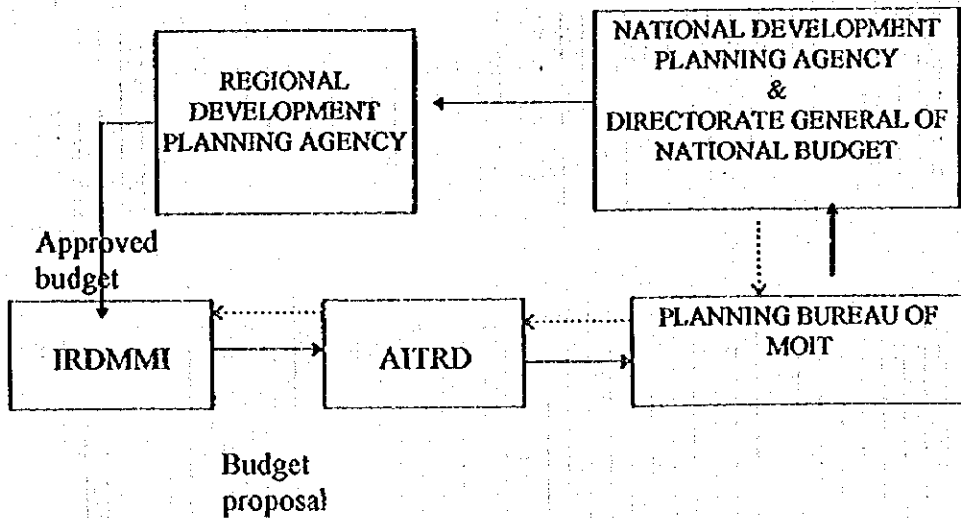 REGIONAL
DEVELOPMENT
PLANNING AGENCY
NATIONAL DEVELOPMENT
PLANNING AGENCY
&
DIRECTORATE GENERAL OF
NATIONAL BUDGET
Approved
budget
IRDMMI
AITRD
PLANNING BUREAU OF
MOIT
Budget
proposal